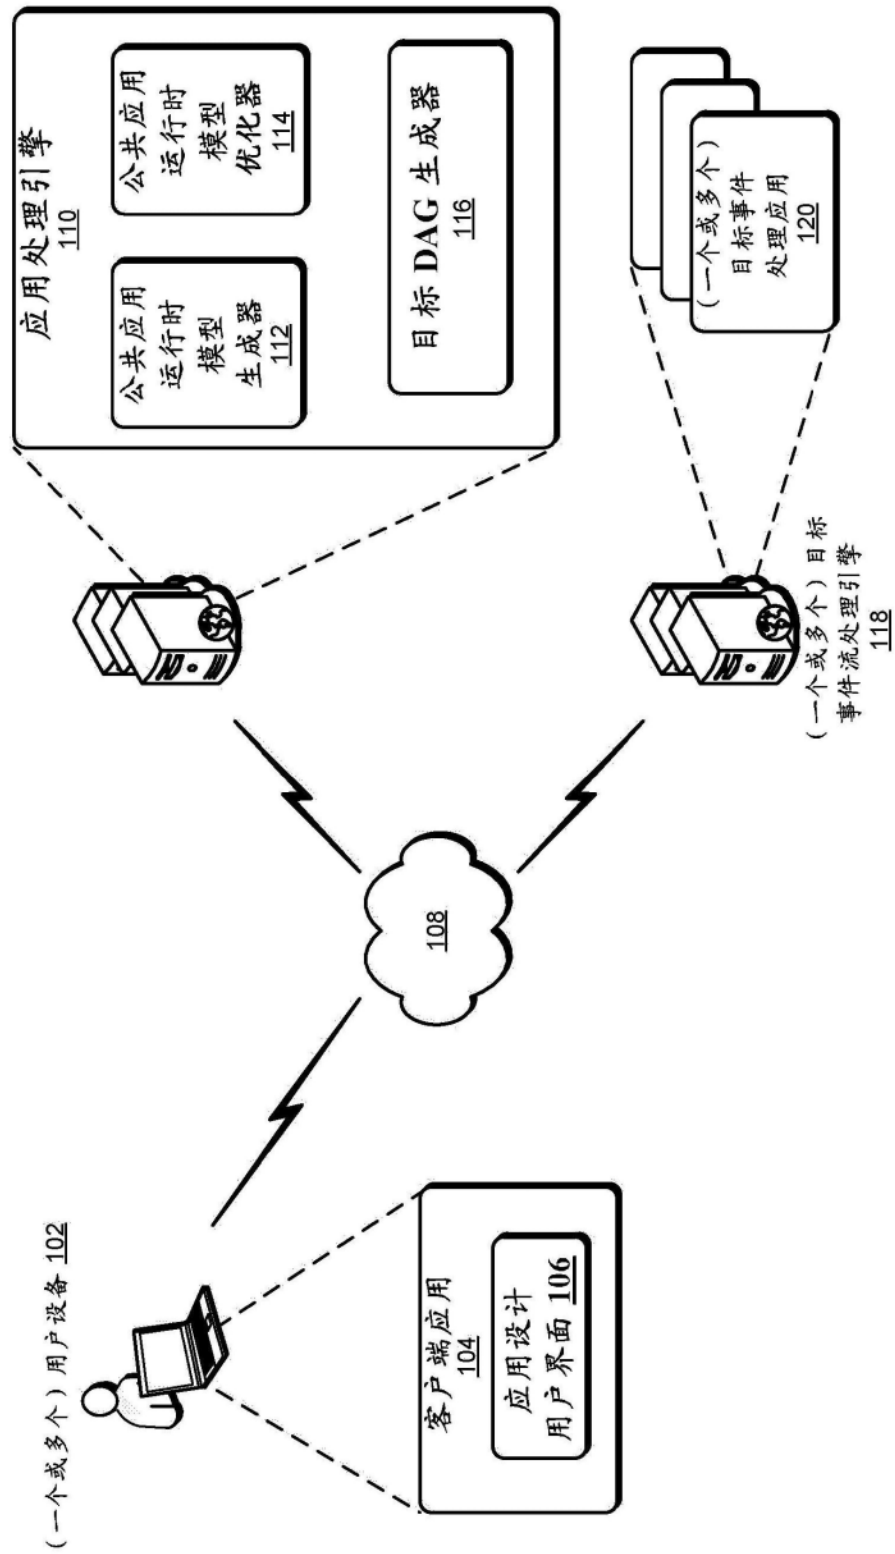 (一个或多个)用户设备 102
客户端应用
104
应用设计
用户界面 106
108
应用处理引擎
110
公共应用
运行时
模型
生成器
112
公共应用
运行时
模型
优化器
114
目标 DAG 生成器
116
(一个或多个)目标
事件流处理引擎
118
(一个或多个)
目标事件
处理应用
120